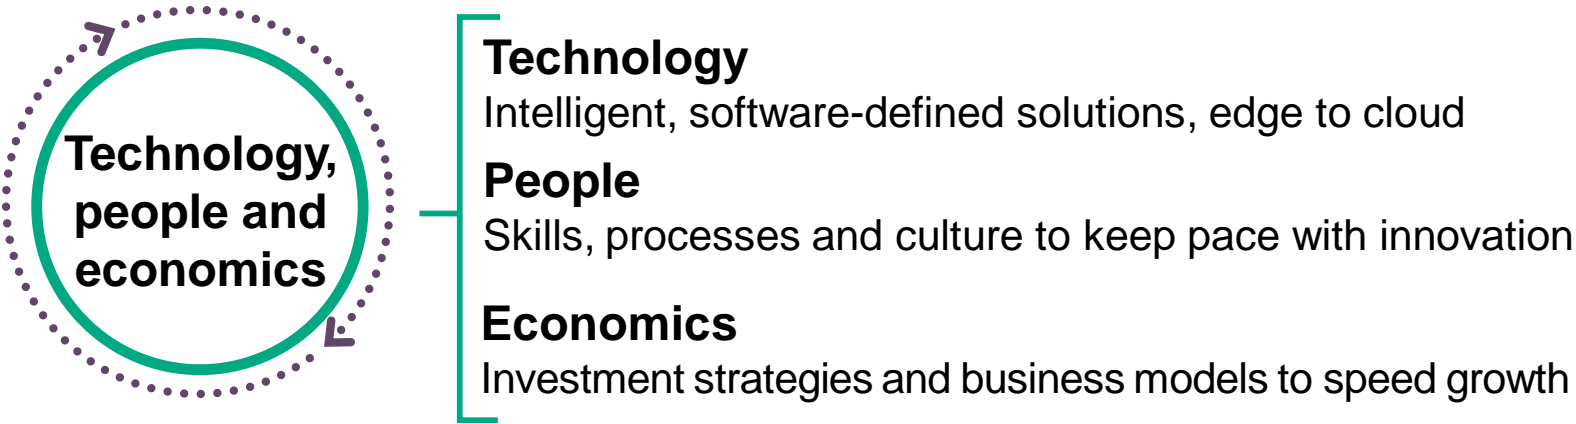 Technology,
people and
economics
Technology
Intelligent, software-defined solutions, edge to cloud
People
Skills, processes and culture to keep pace with innovation
Economics
Investment strategies and business models to speed growth